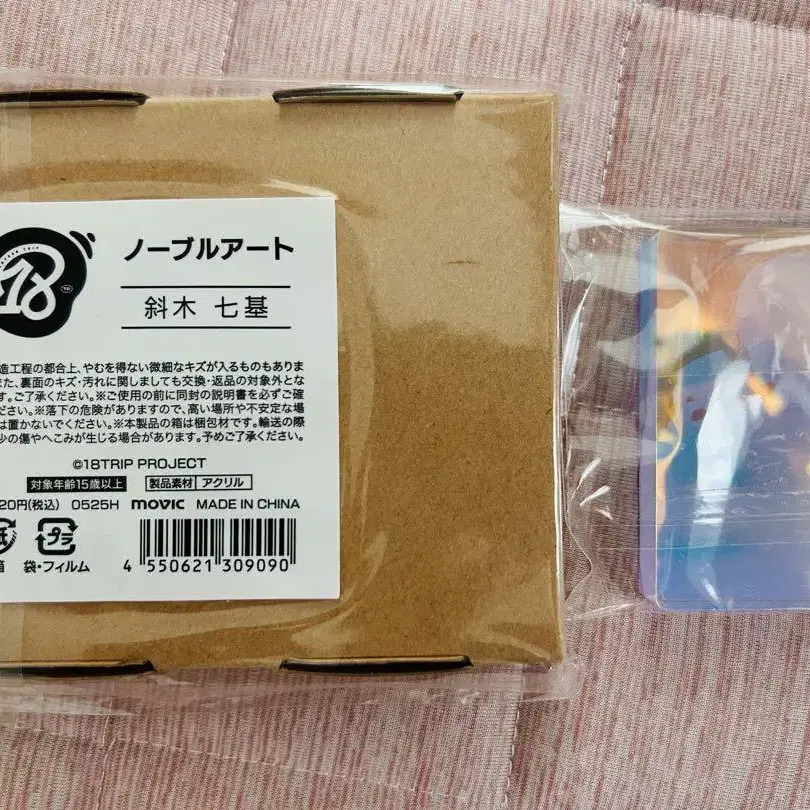 18
ノーブルアート
斜木 七基
造工程の都合上、やむを得ない微細なキズが入るものもありま
また、裏面のキズ・汚れに関しましても交換・返品の対象外とな
す。ご了承ください。※ご使用の前に同封の説明書を必ずご確
ださい。※落下の危険がありますので、高い場所や不安定な場
は置かないでください。※本製品の箱は梱包材です。輸送の際
少の傷やへこみが生じる場合があります。予めご了承ください。
©18TRIP PROJECT
対象年齢15歳以上 製品素材 アクリル
20円(税込) 0525H movic MADE IN CHINA
箱 プラ 袋・フィルム
4 550621 309090